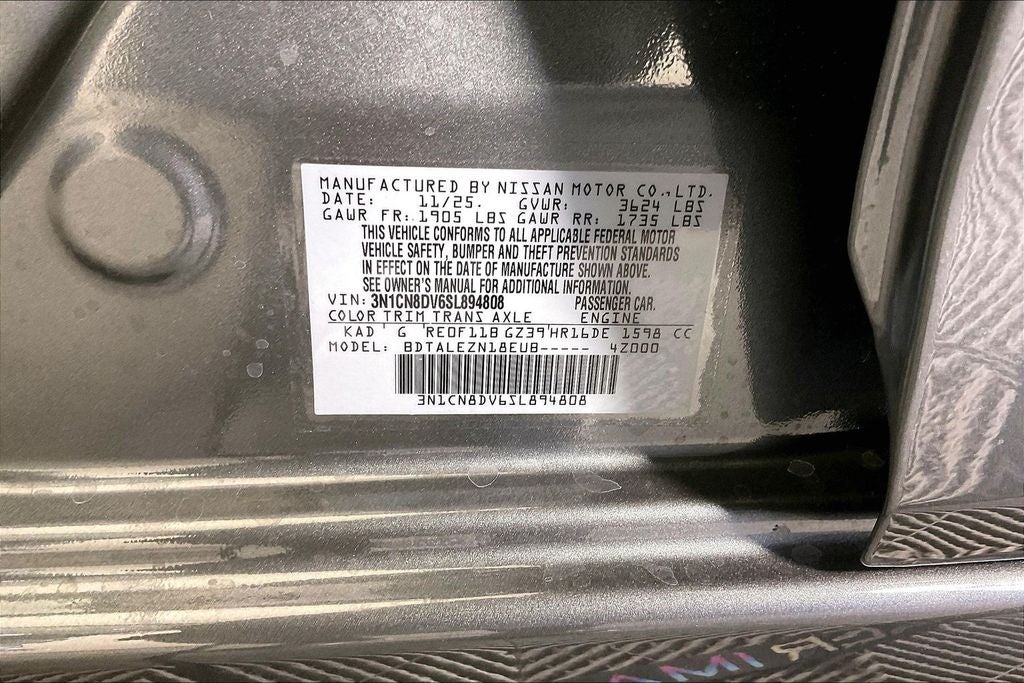 MANUFACTURED BY NISSAN MOTOR CO., LTD.
DATE: 11/25. GVWR: 3624 LBS
GAWR FR: 1905 LBS GAWR RR: 1735 LBS
THIS VEHICLE CONFORMS TO ALL APPLICABLE FEDERAL MOTOR
VEHICLE SAFETY, BUMPER AND THEFT PREVENTION STANDARDS
IN EFFECT ON THE DATE OF MANUFACTURE SHOWN ABOVE.
SEE OWNER'S MANUAL FOR ADDITIONAL INFORMATION.
VIN: 3N1CN8DV6SL894808 PASSENGER CAR.
COLOR TRIM TRANS AXLE ENGINE
KAD ' G 'RE0F11B GZ39'HR16DE 1598 CC
MODEL: BDTALEZN18EUB----- 4Z000
3N1CN8DV6SL894808